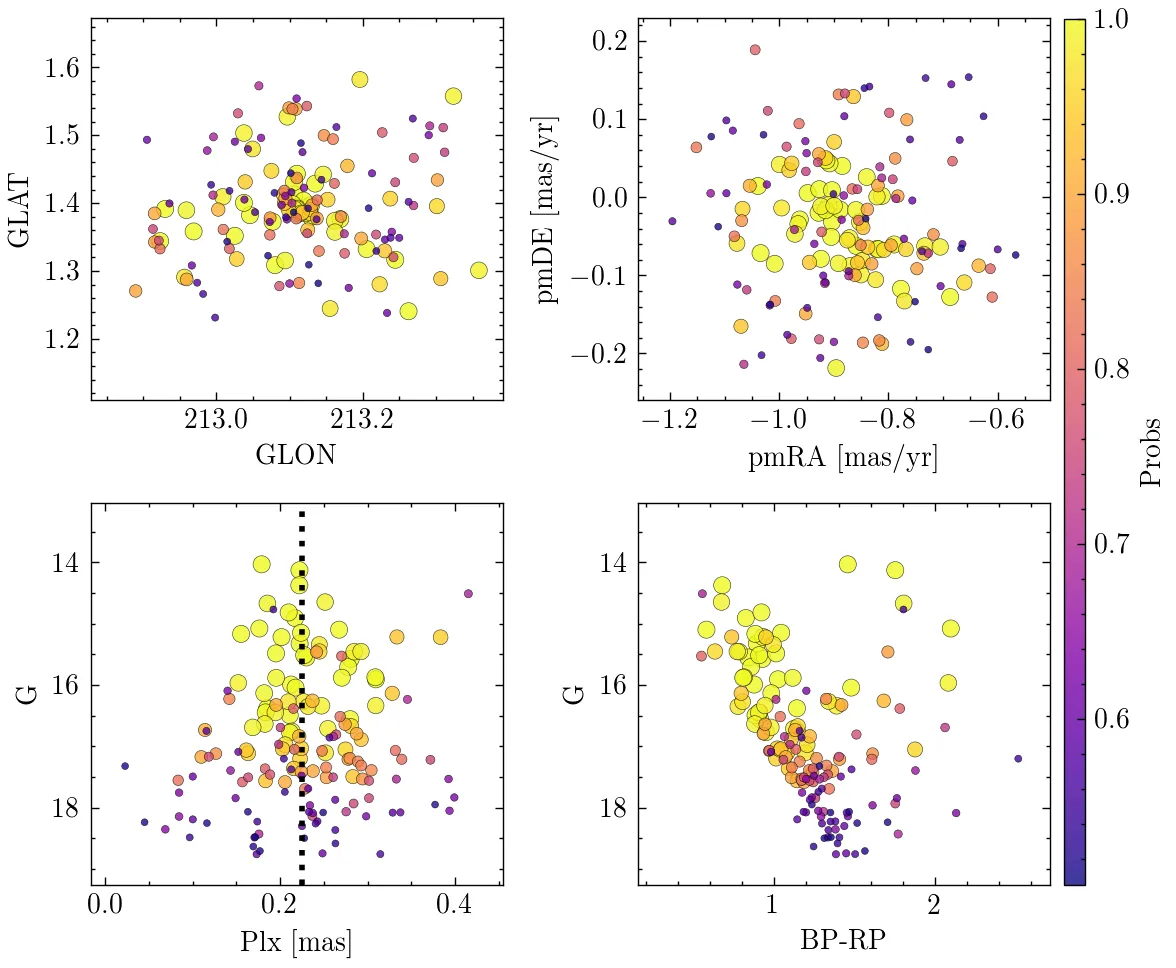 1.6
1.5
1.4
1.3
1.2
GLAT
213.0 213.2
GLON
0.2
0.1
0.0
−0.1
−0.2
pmDE [mas/yr]
−1.2 −1.0 −0.8 −0.6
pmRA [mas/yr]
14
16
18
G
0.0 0.2 0.4
Plx [mas]
14
16
18
G
1 2
BP-RP
1.0
0.9
0.8
0.7
0.6
Probs